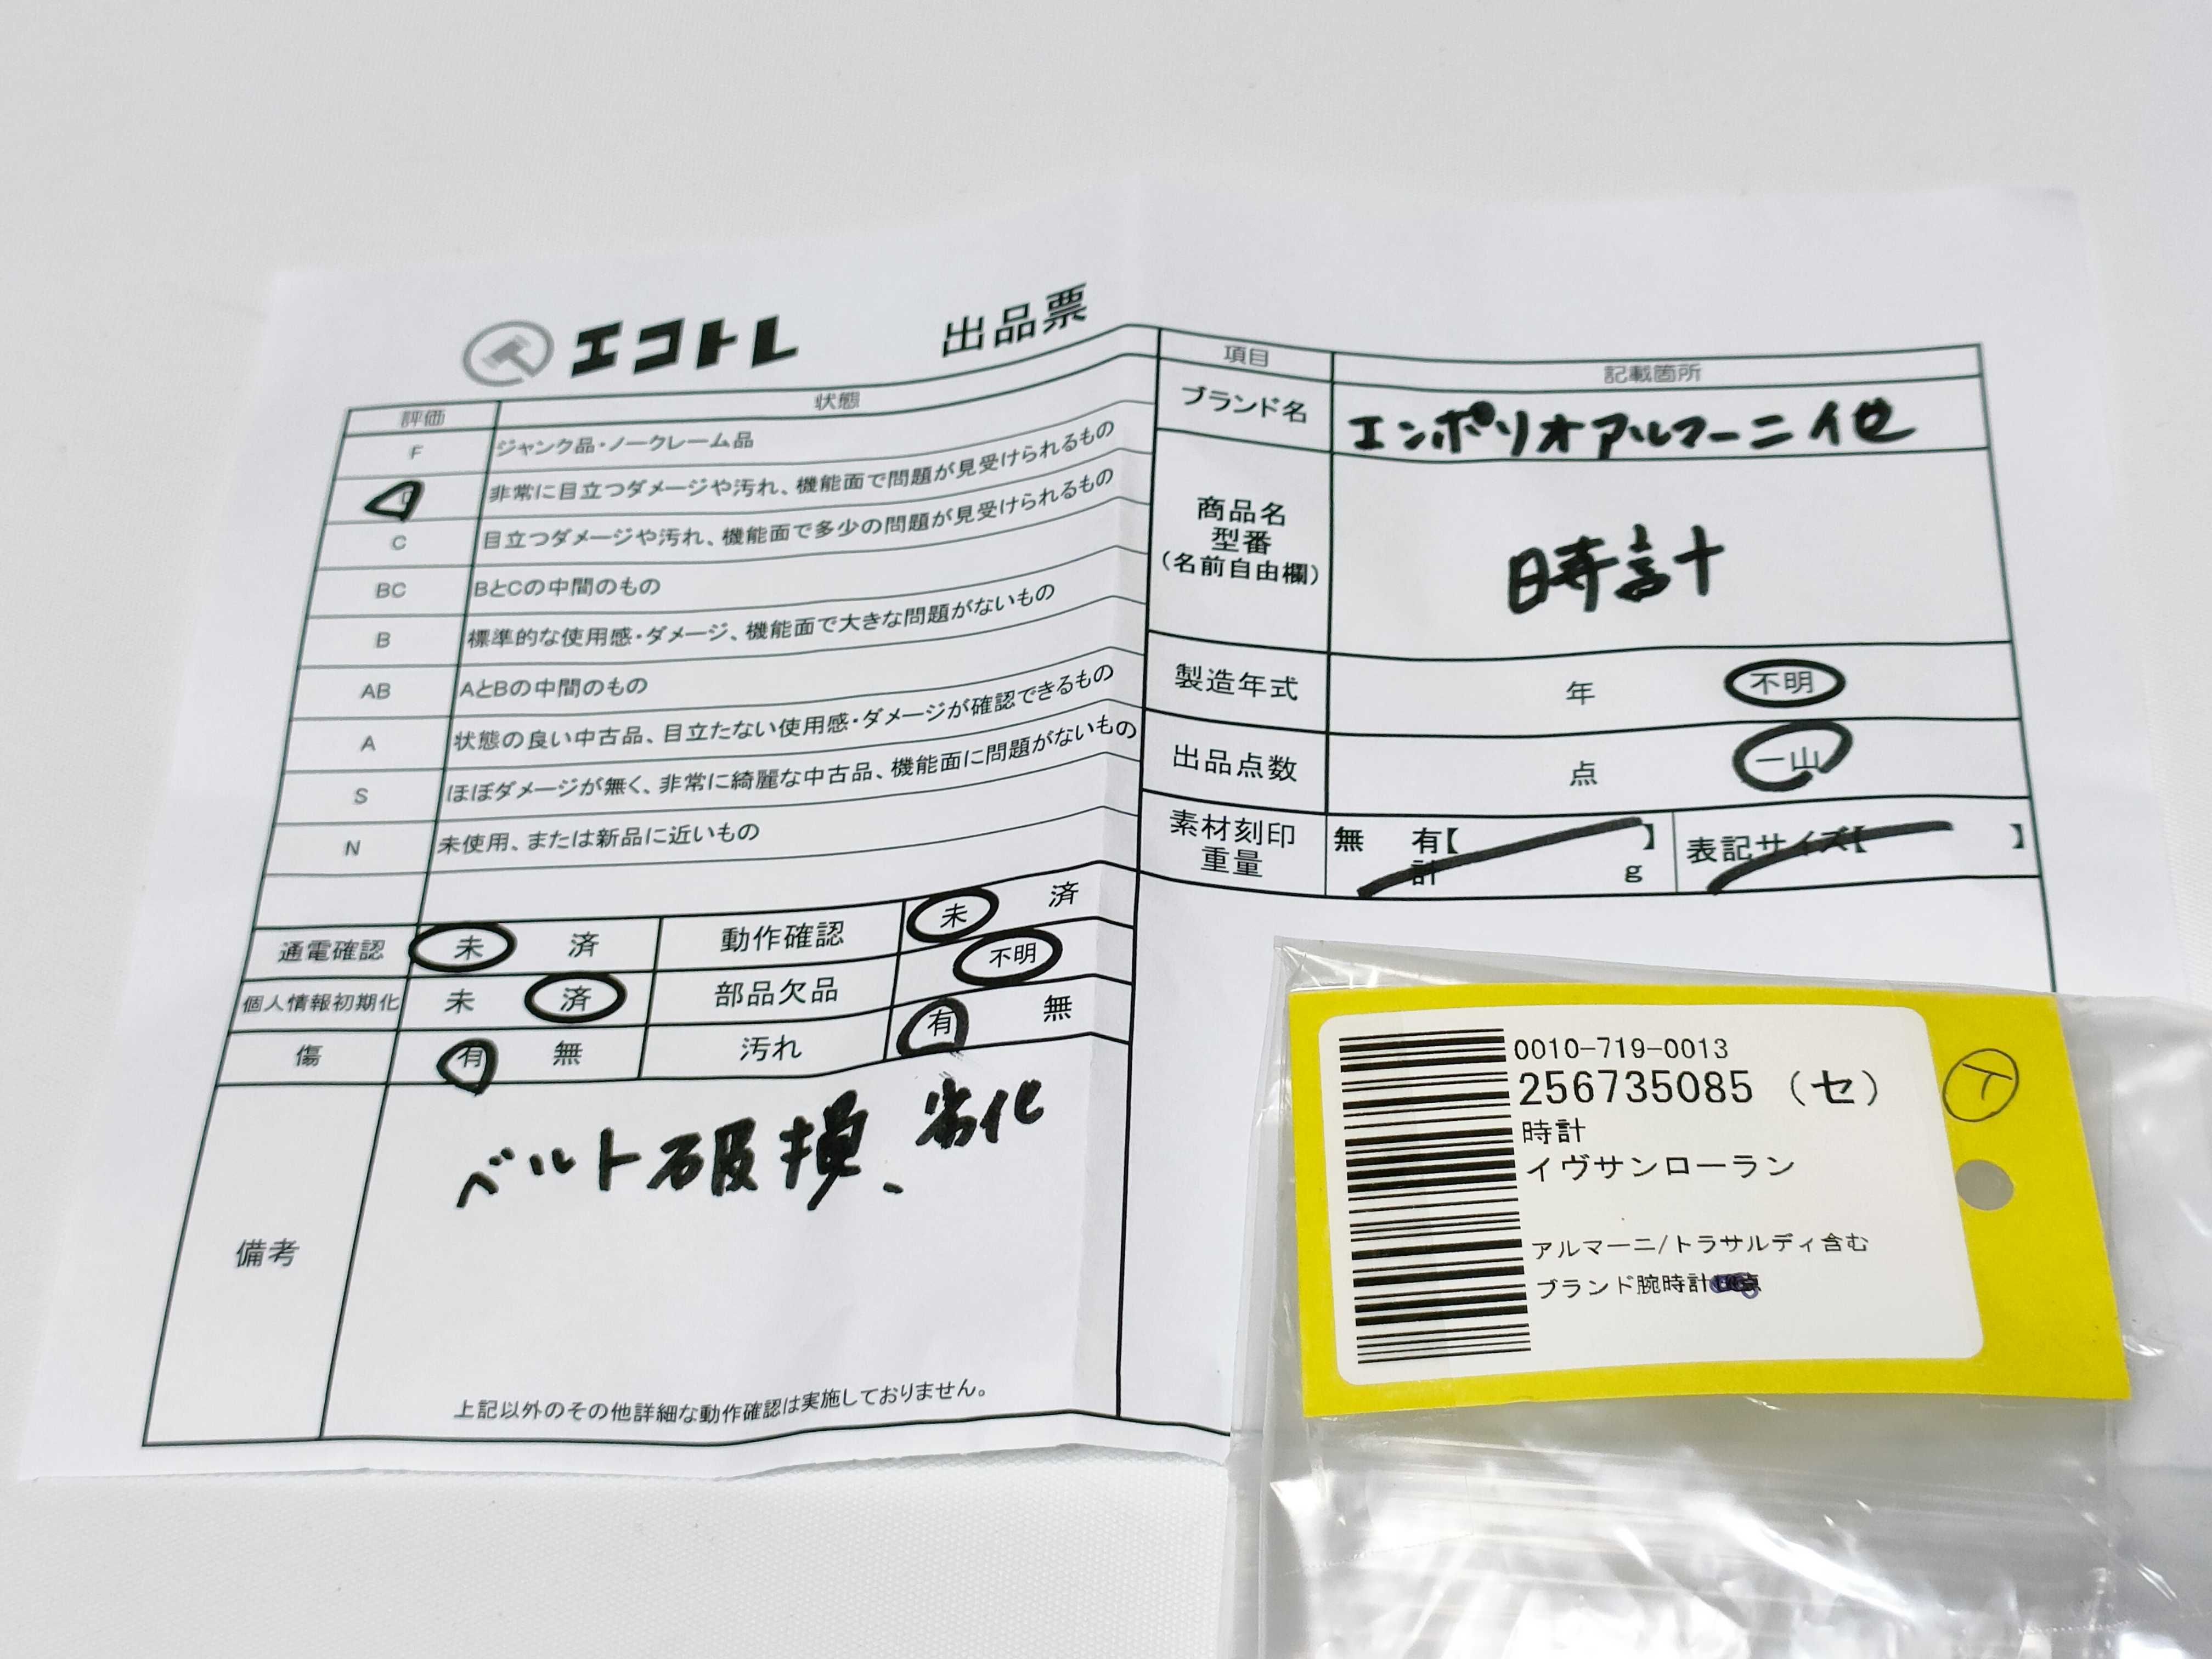 エコトレ 出品票
評価 状態
F ジャンク品・ノークレーム品
D 非常に目立つダメージや汚れ、機能面で問題が見受けられるもの
C 目立つダメージや汚れ、機能面で多少の問題が見受けられるもの
BC BとCの中間のもの
B 標準的な使用感・ダメージ、機能面で大きな問題がないもの
AB AとBの中間のもの
A 状態の良い中古品、目立たない使用感・ダメージが確認できるもの
S ほぼダメージが無く、非常に綺麗な中古品、機能面に問題がないもの
N 未使用、または新品に近いもの
通電確認 未 済 動作確認 未 済
個人情報初期化 未 済 部品欠品 不明
傷 有 無 汚れ 有 無
備考
ベルト破損、劣化
上記以外のその他詳細な動作確認は実施しておりません。
項目 記載箇所
ブランド名 エンポリオアルマーニ 他
商品名
型番
(名前自由欄)
時計
製造年式 年 不明
出品点数 点 一山
素材刻印 無 有【 】 表記サイズ【 】
重量 計 g
0010-719-0013
256735085 (セ)
時計
イヴサンローラン
アルマーニ/トラサルディ含む
ブランド腕時計